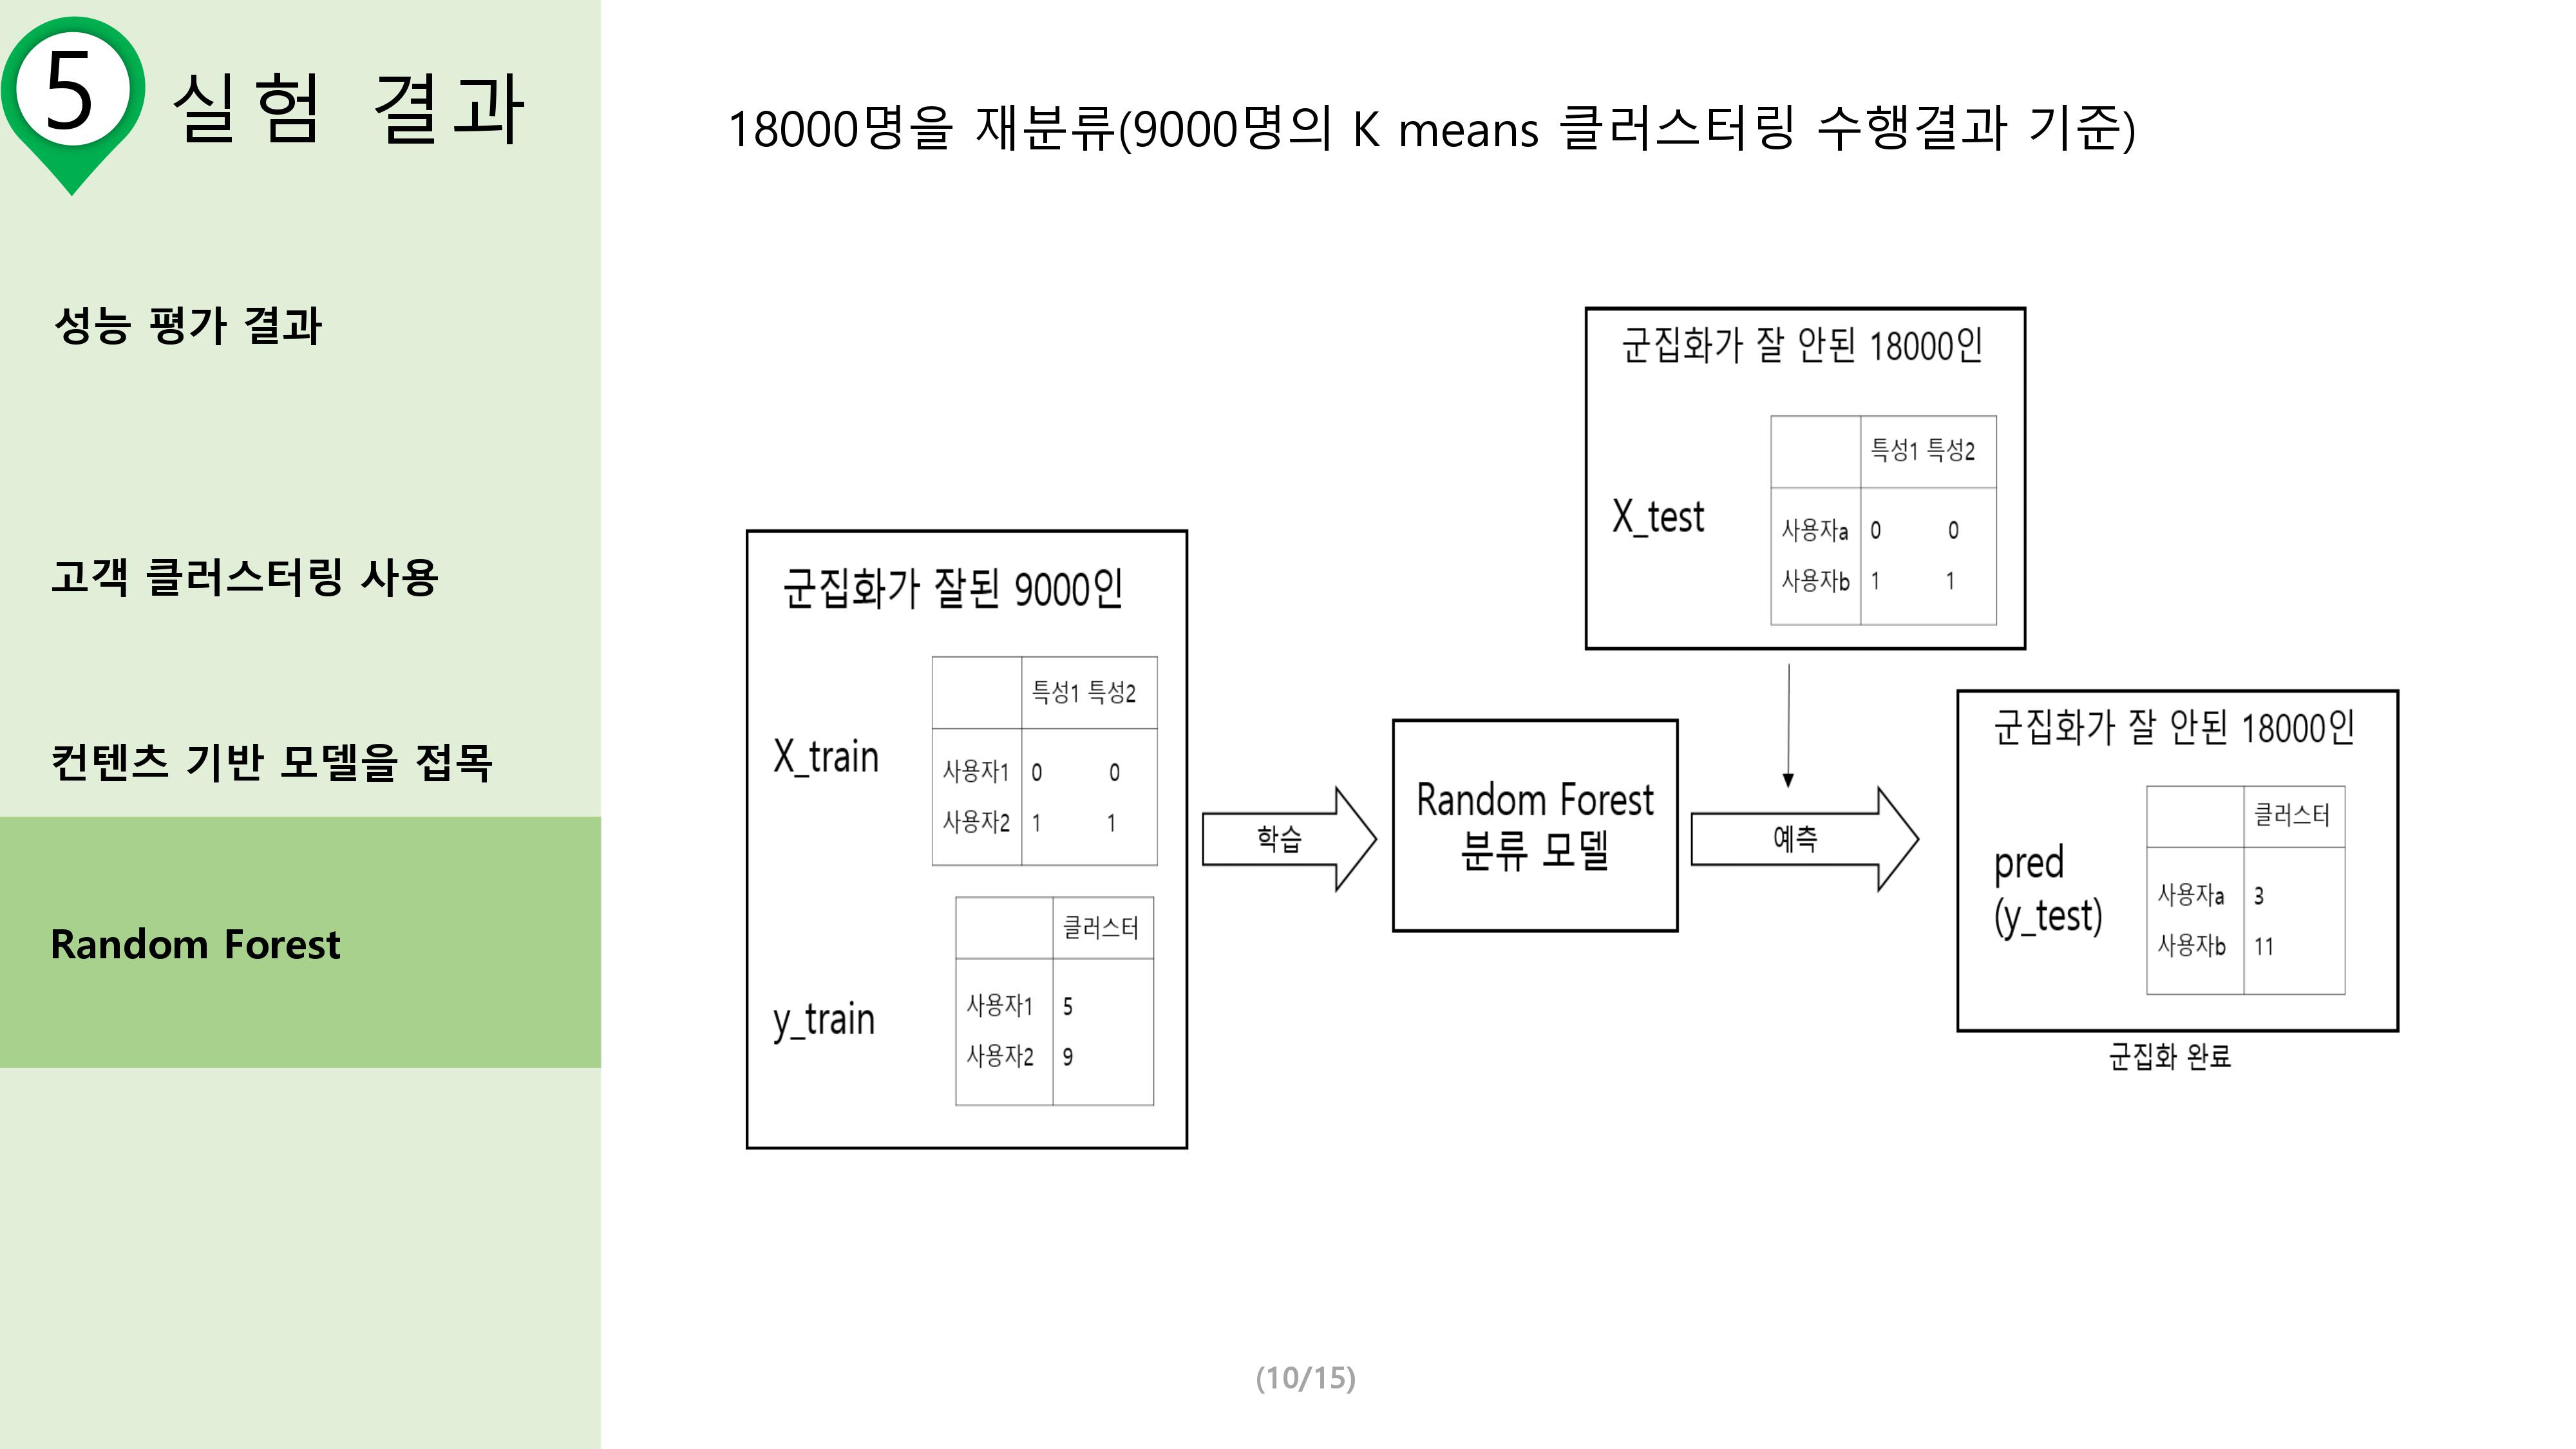 5
실험 결과
성능 평가 결과
고객 클러스터링 사용
컨텐츠 기반 모델을 접목
Random Forest
18000명을 재분류(9000명의 K means 클러스터링 수행결과 기준)
군집화가 잘된 9000인
X_train
특성1 특성2
사용자1 0 0
사용자2 1 1
y_train
클러스터
사용자1 5
사용자2 9
학습
Random Forest
분류 모델
군집화가 잘 안된 18000인
X_test
특성1 특성2
사용자a 0 0
사용자b 1 1
예측
군집화가 잘 안된 18000인
pred
(y_test)
클러스터
사용자a 3
사용자b 11
군집화 완료
(10/15)